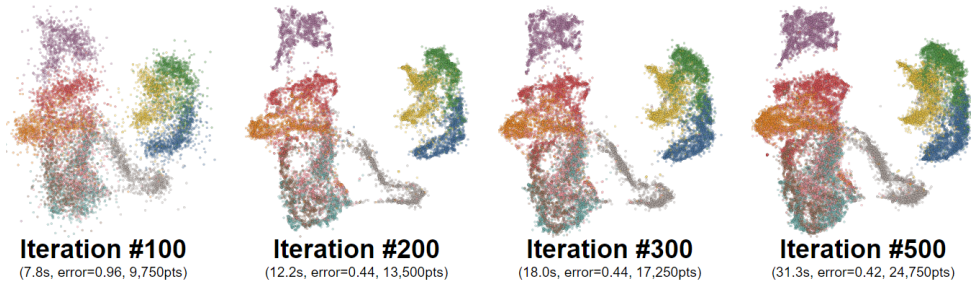 Iteration #100
(7.8s, error=0.96, 9,750pts)
Iteration #200
(12.2s, error=0.44, 13,500pts)
Iteration #300
(18.0s, error=0.44, 17,250pts)
Iteration #500
(31.3s, error=0.42, 24,750pts)